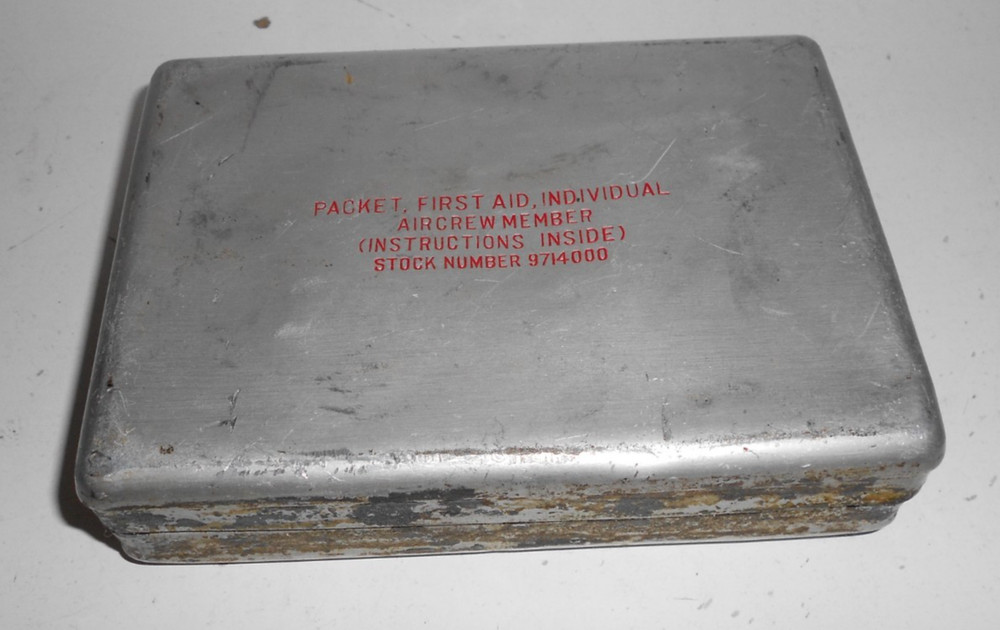 PACKET, FIRST AID, INDIVIDUAL
AIRCREW MEMBER
(INSTRUCTIONS INSIDE)
STOCK NUMBER 9714000